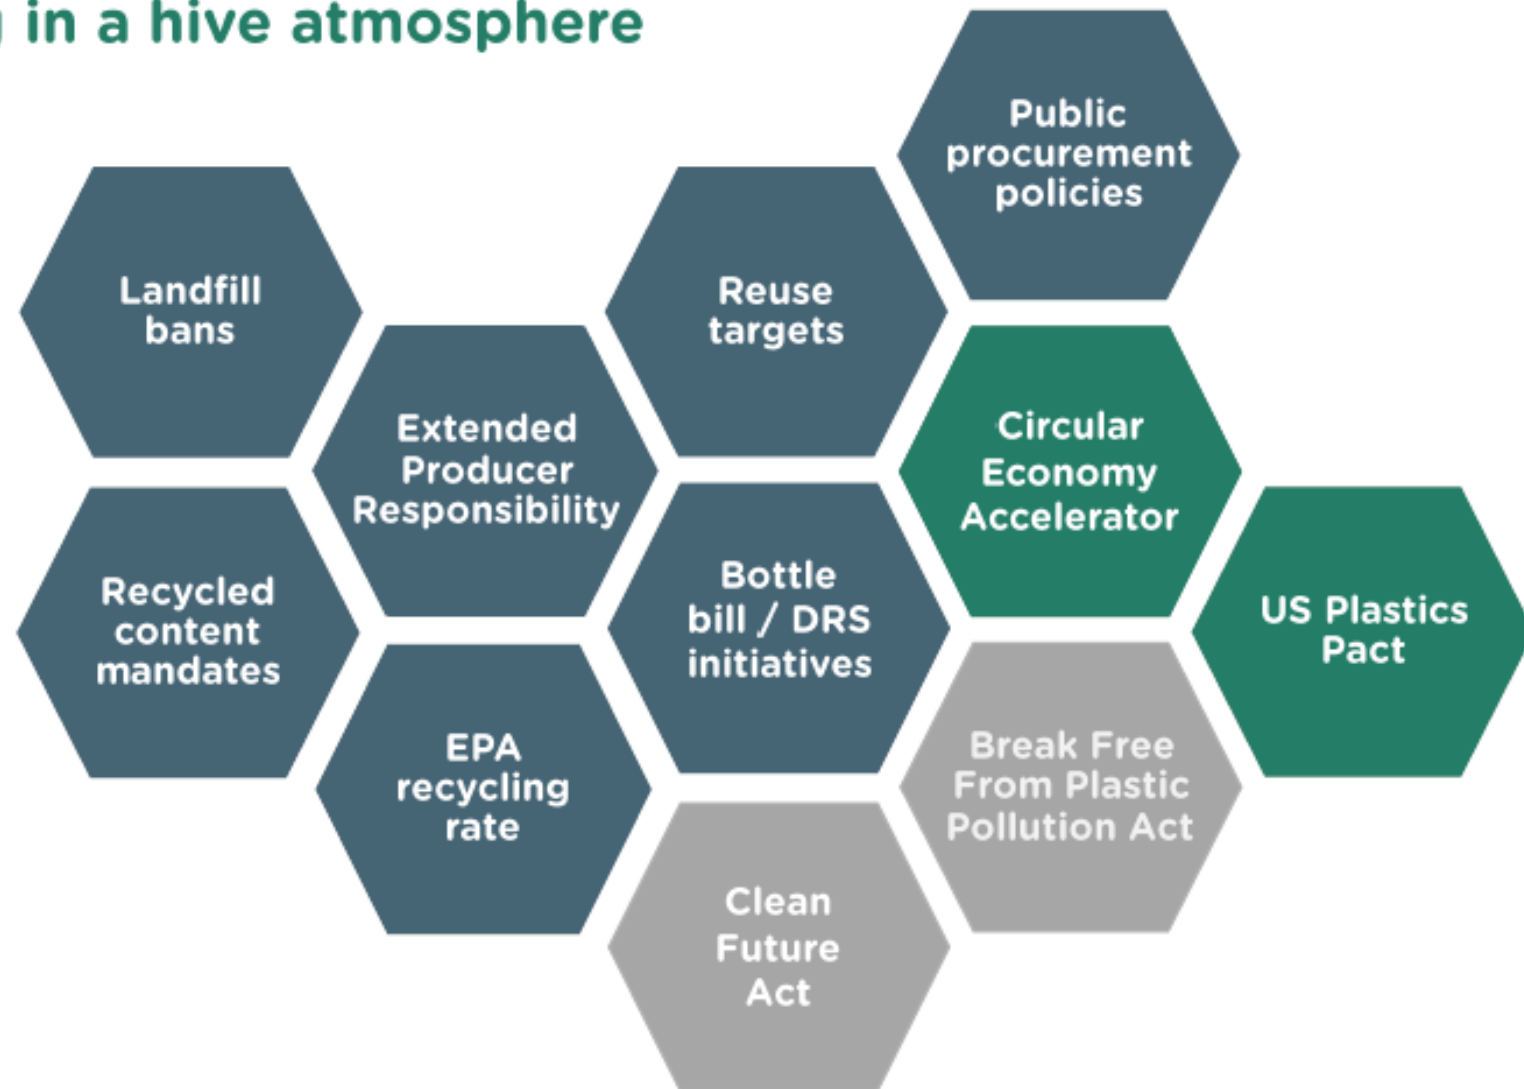 in a hive atmosphere
Public
procurement
policies
Landfill
bans
Reuse
targets
Extended
Producer
Responsibility
Circular
Economy
Accelerator
Recycled
content
mandates
Bottle
bill / DRS
initiatives
US Plastics
Pact
EPA
recycling
rate
Break Free
From Plastic
Pollution Act
Clean
Future
Act